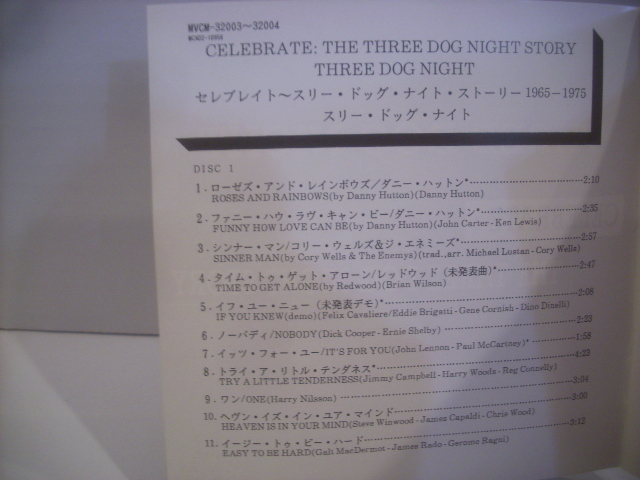 MVCM-32003～32004
CELEBRATE: THE THREE DOG NIGHT STORY
THREE DOG NIGHT
セレブレイト～スリー・ドッグ・ナイト・ストーリー 1965－1975
スリー・ドッグ・ナイト
DISC 1
1. ローゼズ・アンド・レインボウズ/ダニー・ハットン*……………………2:10
ROSES AND RAINBOWS(by Danny Hutton)(Danny Hutton)
2. ファニー・ハウ・ラヴ・キャン・ビー/ダニー・ハットン*……………………2:35
FUNNY HOW LOVE CAN BE(by Danny Hutton)(John Carter - Ken Lewis)
3. シンナー・マン/コリー・ウェルズ&ジ・エネミーズ*……………………2:57
SINNER MAN(by Cory Wells & The Enemys)(trad.,arr. Michael Lustan - Cory Wells)
4. タイム・トゥ・ゲット・アローン/レッドウッド（未発表曲）*……………………2:47
TIME TO GET ALONE(by Redwood)(Brian Wilson)
5. イフ・ユー・ニュー（未発表デモ）*……………………2:08
IF YOU KNEW(demo)(Felix Cavaliere/Eddie Brigatti - Gene Cornish - Dino Dinelli)
6. ノーバディ/NOBODY(Dick Cooper - Ernie Shelby) ……………………2:23
7. イッツ・フォー・ユー/IT'S FOR YOU(John Lennon - Paul McCartney)*……1:58
8. トライ・ア・リトル・テンダネス*……………………4:23
TRY A LITTLE TENDERNESS(Jimmy Campbell - Harry Woods - Reg Connelly)
9. ワン/ONE(Harry Nilsson)……………………3:04
10. ヘヴン・イズ・イン・ユア・マインド……………………3:00
HEAVEN IS IN YOUR MIND(Steve Winwood - James Capaldi - Chris Wood)
11. イージー・トゥ・ビー・ハード……………………3:12
EASY TO BE HARD(Galt MacDermot - James Rado - Gerome Ragni)